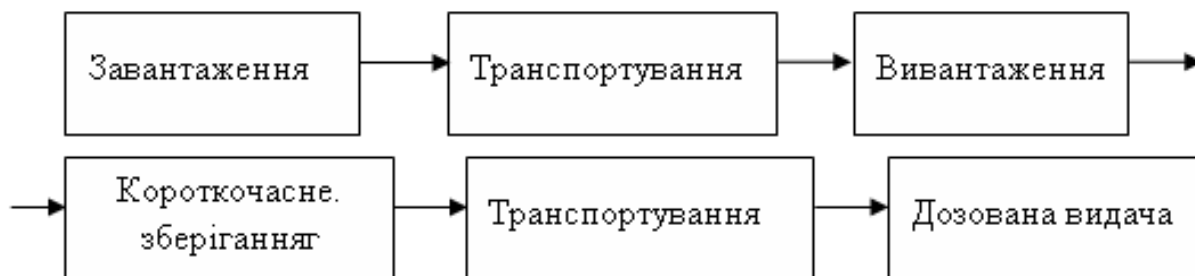 Завантаження
Транспортування
Вивантаження
Короткочасне.
зберіганняг
Транспортування
Дозована видача